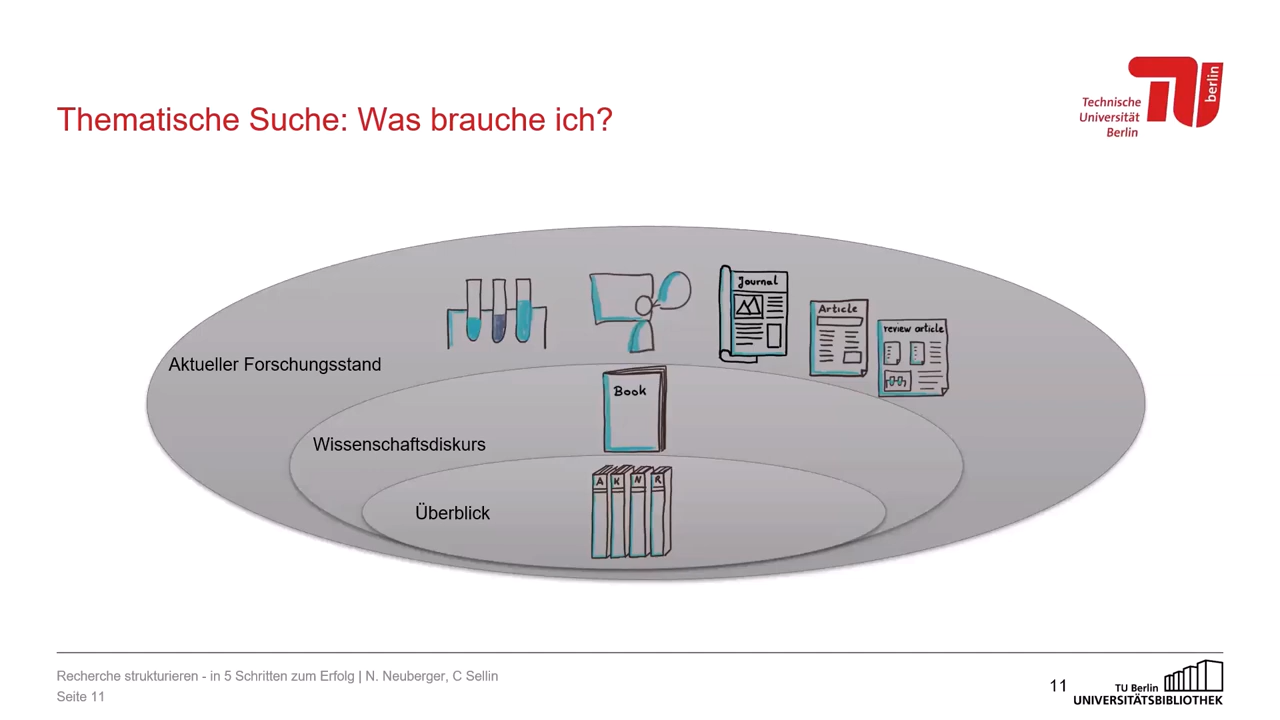 Thematische Suche: Was brauche ich?
Technische
Universität
Berlin
berlin
Journal
Article
review article
Aktueller Forschungsstand
Book
Wissenschaftsdiskurs
A K N R
Überblick
Recherche strukturieren - in 5 Schritten zum Erfolg | N. Neuberger, C Sellin
Seite 11
11
TU Berlin
UNIVERSITÄTSBIBLIOTHEK